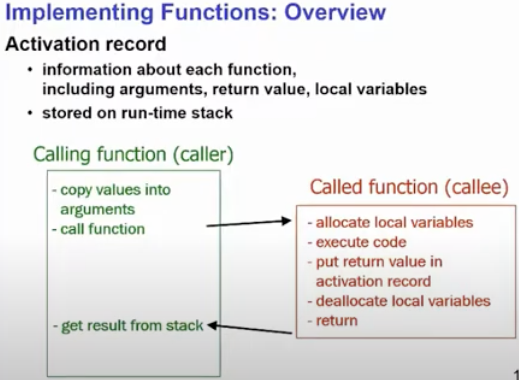 Implementing Functions: Overview
Activation record
• information about each function,
including arguments, return value, local variables
• stored on run-time stack
Calling function (caller)
- copy values into
arguments
- call function
- get result from stack
Called function (callee)
- allocate local variables
- execute code
- put return value in
activation record
- deallocate local variables
- return
1